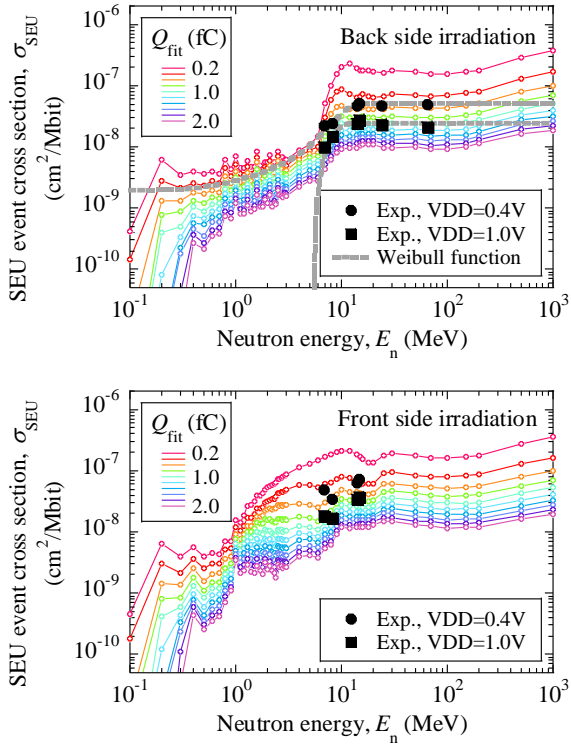 Back side irradiation
Q_fit (fC)
0.2
1.0
2.0
Exp., VDD=0.4V
Exp., VDD=1.0V
Weibull function
10^-6
10^-7
10^-8
10^-9
10^-10
SEU event cross section, σ_SEU
(cm^2/Mbit)
10^-1
10^0
10^1
10^2
10^3
Neutron energy, E_n (MeV)
Front side irradiation
Q_fit (fC)
0.2
1.0
2.0
Exp., VDD=0.4V
Exp., VDD=1.0V
10^-6
10^-7
10^-8
10^-9
10^-10
SEU event cross section, σ_SEU
(cm^2/Mbit)
10^-1
10^0
10^1
10^2
10^3
Neutron energy, E_n (MeV)